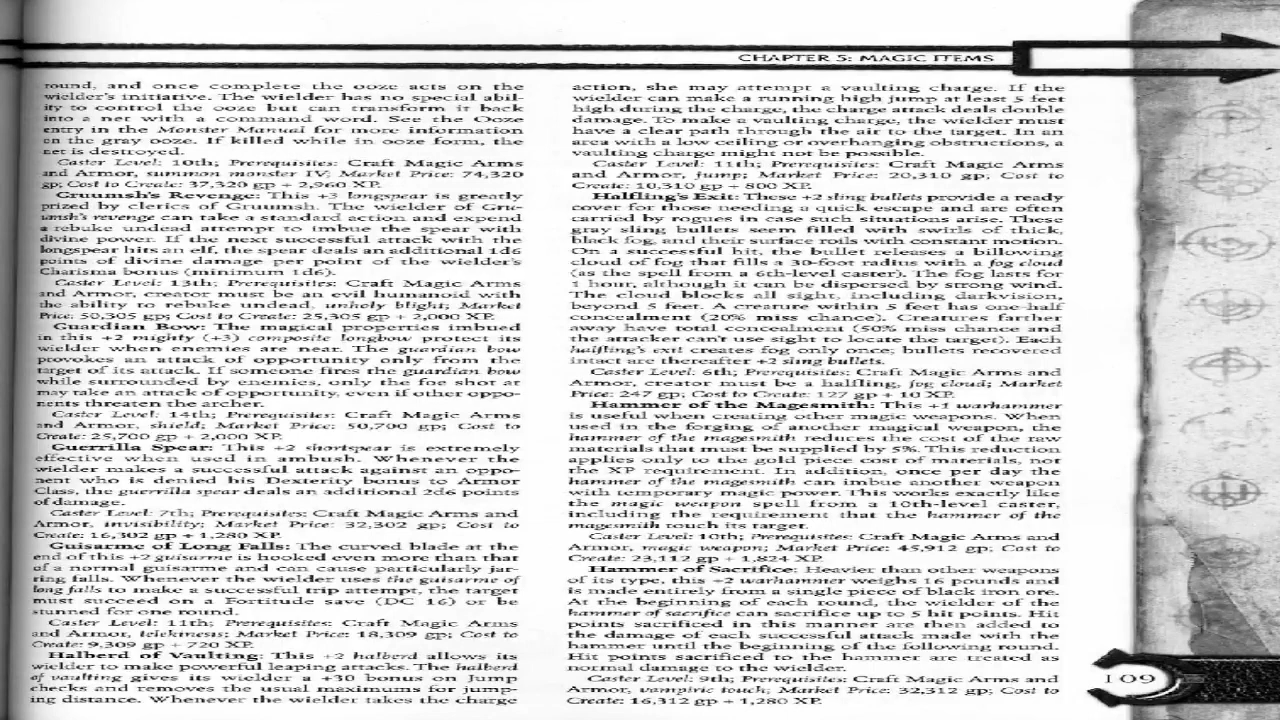 CHAPTER 5: MAGIC ITEMS
round, and once complete the ooze acts on the
wielder's initiative. The wielder has no special abil-
ity to control the ooze but can transform it back
into a net with a command word. See the Ooze
entry in the Monster Manual for more information
on the gray ooze. If killed while in ooze form, the
net is destroyed.
Caster Level: 10th; Prerequisites: Craft Magic Arms
and Armor, summon monster IV; Market Price: 74,320
gp; Cost to Create: 37,320 gp + 2,960 XP.
Gruumsh's Revenge: This +3 longspear is greatly
prized by clerics of Gruumsh. The wielder of Gru-
umsh's revenge can take a standard action and expend
a rebuke undead attempt to imbue the spear with
divine power. If the next successful attack with the
longspear hits an elf, the spear deals an additional 1d6
points of divine damage per point of the wielder's
Charisma bonus (minimum 1d6).
Caster Level: 13th; Prerequisites: Craft Magic Arms
and Armor, creator must be an evil humanoid with
the ability to rebuke undead, unholy blight; Market
Price: 50,305 gp; Cost to Create: 25,305 gp + 2,000 XP.
Guardian Bow: The magical properties imbued
in this +2 mighty (+3) composite longbow protect its
wielder when enemies are near. The guardian bow
provokes an attack of opportunity only from the
target of its attack. If someone fires the guardian bow
while surrounded by enemies, only the foe shot at
may take an attack of opportunity, even if other oppo-
nents threaten the archer.
Caster Level: 14th; Prerequisites: Craft Magic Arms
and Armor, shield; Market Price: 50,700 gp; Cost to
Create: 25,700 gp + 2,000 XP.
Guerrilla Spear: This +2 shortspear is extremely
effective when used in ambush. Whenever the
wielder makes a successful attack against an oppo-
nent who is denied his Dexterity bonus to Armor
Class, the guerrilla spear deals an additional 2d6 points
of damage.
Caster Level: 7th; Prerequisites: Craft Magic Arms and
Armor, invisibility; Market Price: 32,302 gp; Cost to
Create: 16,302 gp + 1,280 XP.
Guisarme of Long Falls: The curved blade at the
end of this +2 guisarme is hooked even more than that
of a normal guisarme and can cause particularly jar-
ring falls. Whenever the wielder uses the guisarme of
long falls to make a successful trip attempt, the target
must succeed on a Fortitude save (DC 16) or be
stunned for one round.
Caster Level: 11th; Prerequisites: Craft Magic Arms
and Armor, telekinesis; Market Price: 18,309 gp; Cost to
Create: 9,309 gp + 720 XP.
Halberd of Vaulting: This +2 halberd allows its
wielder to make powerful leaping attacks. The halberd
of vaulting gives its wielder a +30 bonus on Jump
checks and removes the usual maximums for jump-
ing distance. Whenever the wielder takes the charge
action, she may attempt a vaulting charge. If the
wielder can make a running high jump at least 5 feet
high during the charge, the charge attack deals double
damage. To make a vaulting charge, the wielder must
have a clear path through the air to the target. In an
area with a low ceiling or overhanging obstructions, a
vaulting charge might not be possible.
Caster Level: 11th; Prerequisites: Craft Magic Arms
and Armor, jump; Market Price: 20,310 gp; Cost to
Create: 10,310 gp + 800 XP.
Halfling's Exit: These +2 sling bullets provide a ready
cover for those needing a quick escape and are often
carried by rogues in case such situations arise. These
gray sling bullets seem filled with swirls of thick,
black fog, and their surface roils with constant motion.
On a successful hit, the bullet releases a billowing
cloud of fog that fills a 30-foot radius with a fog cloud
(as the spell from a 6th-level caster). The fog lasts for
1 hour, although it can be dispersed by strong wind.
The cloud blocks all sight, including darkvision,
beyond 5 feet. A creature within 5 feet has one-half
concealment (20% miss chance). Creatures farther
away have total concealment (50% miss chance and
the attacker can't use sight to locate the target). Each
halfling's exit creates fog only once; bullets recovered
intact are thereafter +2 sling bullets.
Caster Level: 6th; Prerequisites: Craft Magic Arms and
Armor, creator must be a halfling, fog cloud; Market
Price: 247 gp; Cost to Create: 127 gp + 10 XP.
Hammer of the Magesmith: This +1 warhammer
is useful when creating other magic weapons. When
used in the forging of another magical weapon, the
hammer of the magesmith reduces the cost of the raw
materials that must be supplied by 5%. This reduction
applies only to the gold piece cost of materials, not
the XP requirement. In addition, once per day the
hammer of the magesmith can imbue another weapon
with temporary magic power. This works exactly like
the magic weapon spell from a 10th-level caster,
including the requirement that the hammer of the
magesmith touch its target.
Caster Level: 10th; Prerequisites: Craft Magic Arms and
Armor, magic weapon; Market Price: 45,912 gp; Cost to
Create: 23,112 gp + 1,824 XP.
Hammer of Sacrifice: Heavier than other weapons
of its type, this +2 warhammer weighs 16 pounds and
is made entirely from a single piece of black iron ore.
At the beginning of each round, the wielder of the
hammer of sacrifice can sacrifice up to 5 hit points. Hit
points sacrificed in this manner are then added to
the damage of each successful attack made with the
hammer until the beginning of the following round.
Hit points sacrificed to the hammer are treated as
normal damage to the wielder.
Caster Level: 9th; Prerequisites: Craft Magic Arms and
Armor, vampiric touch; Market Price: 32,312 gp; Cost to
Create: 16,312 gp + 1,280 XP.
109